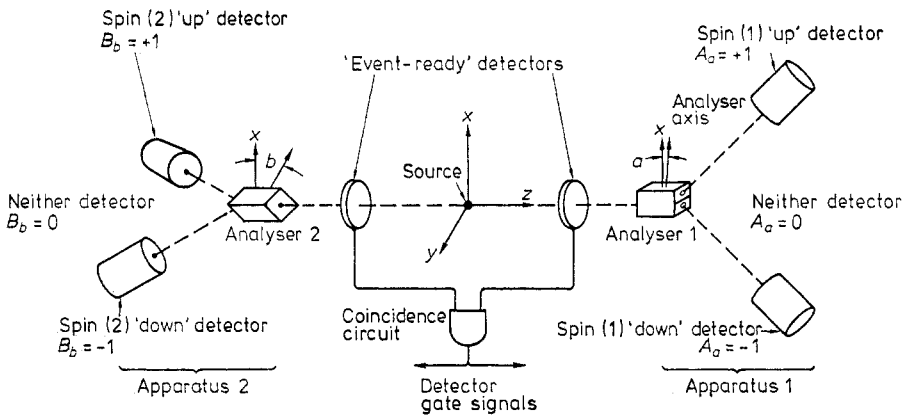 Spin (2) 'up' detector
B_b = +1
'Event-ready' detectors
Spin (1) 'up' detector
A_a = +1
Analyser
axis
x
b
x
x
a
Source
z
y
Neither detector
B_b = 0
Analyser 2
Analyser 1
Neither detector
A_a = 0
Coincidence
circuit
Spin (2) 'down' detector
B_b = -1
Spin (1) 'down' detector
A_a = -1
Apparatus 2
Detector
gate signals
Apparatus 1